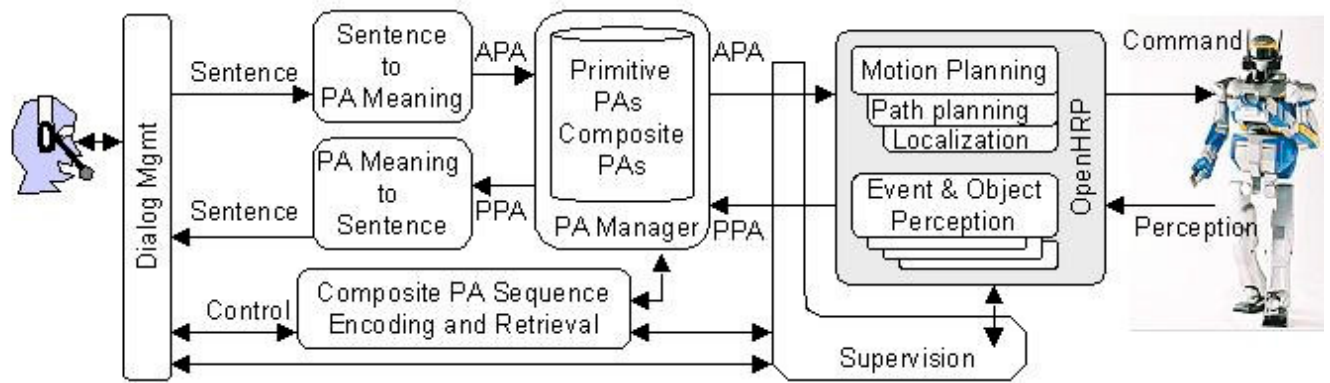 Dialog Mgmt
Sentence
Sentence
to
PA Meaning
APA
Primitive
PAs
Composite
PAs
PA Manager
APA
Motion Planning
Path planning
Localization
OpenHRP
Command
Sentence
PA Meaning
to
Sentence
PPA
PPA
Event & Object
Perception
Perception
Control
Composite PA Sequence
Encoding and Retrieval
Supervision